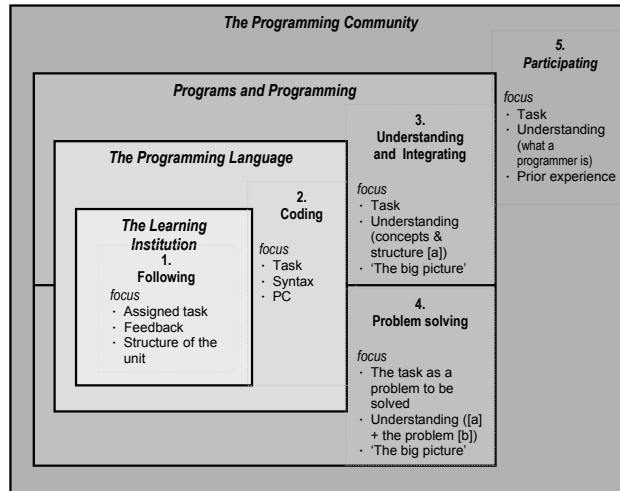 The Programming Community
5.
Participating
focus
· Task
· Understanding
(what a
programmer is)
· Prior experience
Programs and Programming
3.
Understanding
and Integrating
focus
· Task
· Understanding
(concepts &
structure [a])
· 'The big picture'
The Programming Language
2.
Coding
focus
· Task
· Syntax
· PC
The Learning
Institution
1.
Following
focus
· Assigned task
· Feedback
· Structure of the
unit
4.
Problem solving
focus
· The task as a
problem to be
solved
· Understanding ([a]
+ the problem [b])
· 'The big picture'